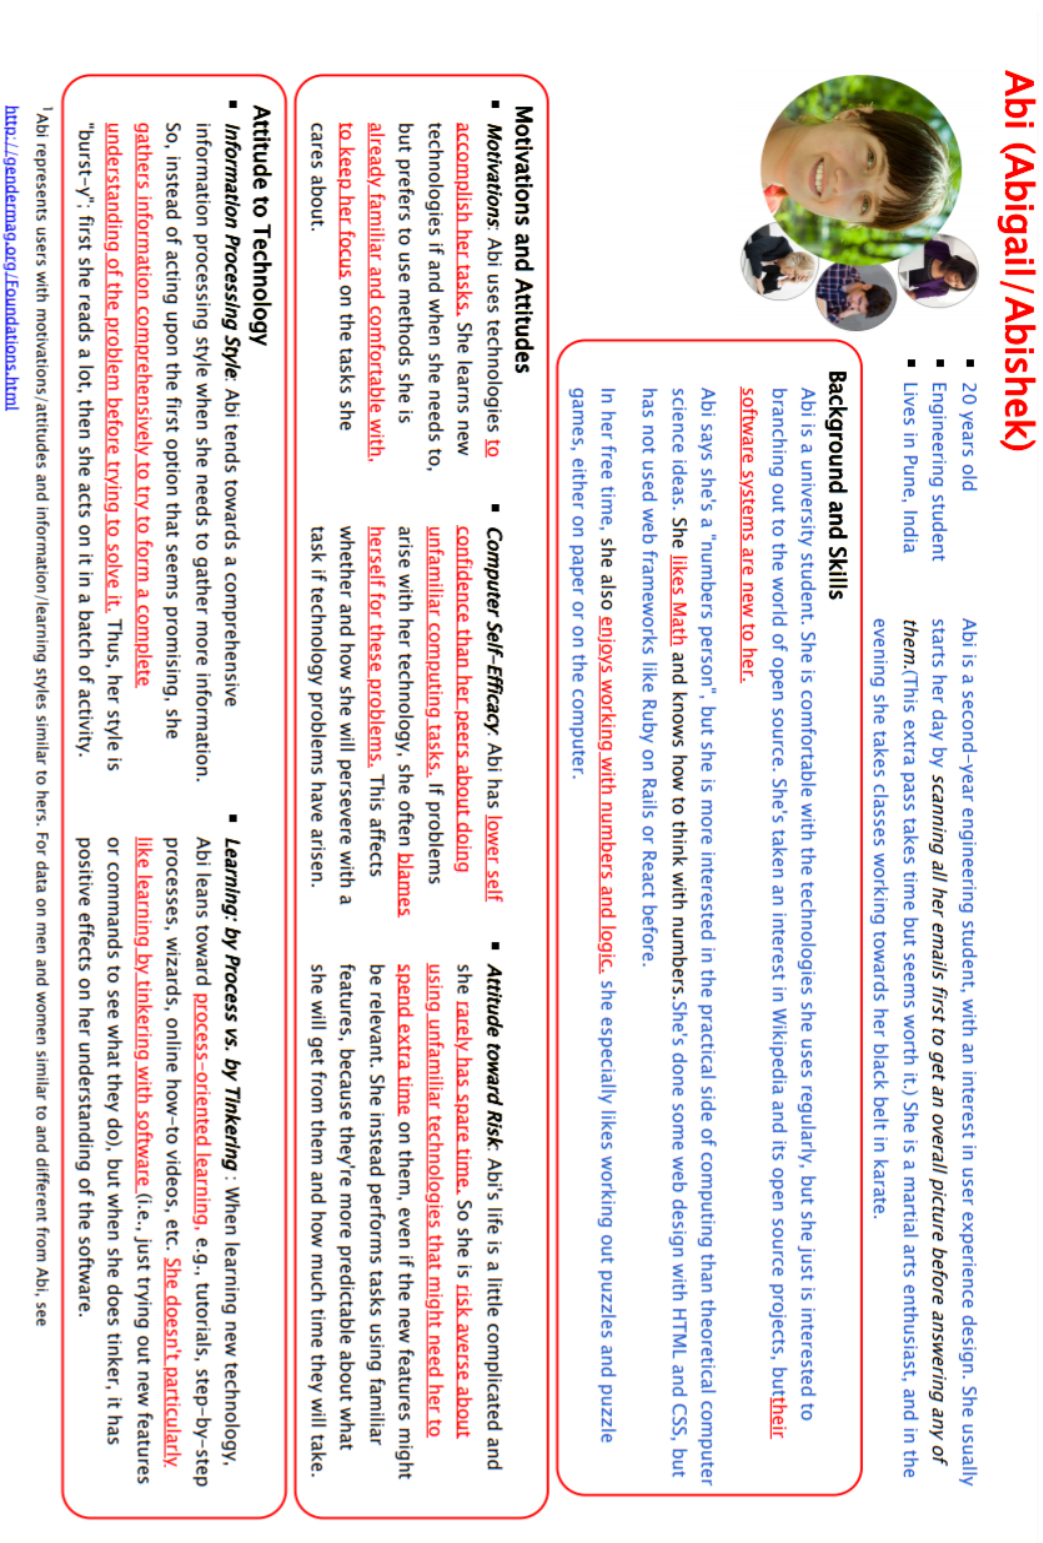 Abi (Abigail/Abishek)
▪ 20 years old
▪ Engineering student
▪ Lives in Pune, India
Abi is a second-year engineering student, with an interest in user experience design. She usually
starts her day by scanning all her emails first to get an overall picture before answering any of
them.(This extra pass takes time but seems worth it.) She is a martial arts enthusiast, and in the
evening she takes classes working towards her black belt in karate.
Background and Skills
Abi is a university student. She is comfortable with the technologies she uses regularly, but she just is interested to
branching out to the world of open source. She's taken an interest in Wikipedia and its open source projects, buttheir
software systems are new to her.
Abi says she's a "numbers person", but she is more interested in the practical side of computing than theoretical computer
science ideas. She likes Math and knows how to think with numbers.She's done some web design with HTML and CSS, but
has not used web frameworks like Ruby on Rails or React before.
In her free time, she also enjoys working with numbers and logic. she especially likes working out puzzles and puzzle
games, either on paper or on the computer.
Motivations and Attitudes
▪ Motivations: Abi uses technologies to
accomplish her tasks. She learns new
technologies if and when she needs to,
but prefers to use methods she is
already familiar and comfortable with,
to keep her focus on the tasks she
cares about.
▪ Computer Self-Efficacy: Abi has lower self
confidence than her peers about doing
unfamiliar computing tasks. If problems
arise with her technology, she often blames
herself for these problems. This affects
whether and how she will persevere with a
task if technology problems have arisen.
▪ Attitude toward Risk: Abi's life is a little complicated and
she rarely has spare time. So she is risk averse about
using unfamiliar technologies that might need her to
spend extra time on them, even if the new features might
be relevant. She instead performs tasks using familiar
features, because they're more predictable about what
she will get from them and how much time they will take.
Attitude to Technology
▪ Information Processing Style: Abi tends towards a comprehensive
information processing style when she needs to gather more information.
So, instead of acting upon the first option that seems promising, she
gathers information comprehensively to try to form a complete
understanding of the problem before trying to solve it. Thus, her style is
"burst-y"; first she reads a lot, then she acts on it in a batch of activity.
▪ Learning: by Process vs. by Tinkering : When learning new technology,
Abi leans toward process-oriented learning, e.g., tutorials, step-by-step
processes, wizards, online how-to videos, etc. She doesn't particularly
like learning by tinkering with software (i.e., just trying out new features
or commands to see what they do), but when she does tinker, it has
positive effects on her understanding of the software.
1Abi represents users with motivations/attitudes and information/learning styles similar to hers. For data on men and women similar to and different from Abi, see
http://gendermag.org/Foundations.html